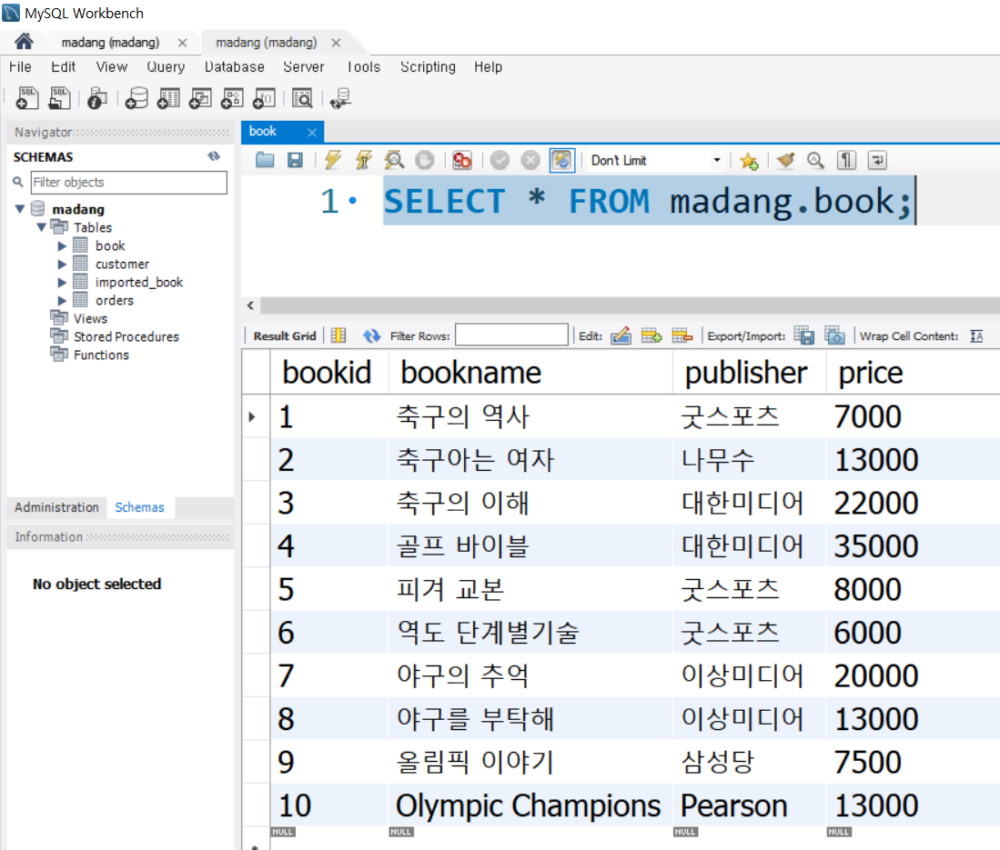 MySQL Workbench
madang (madang) madang (madang)
File Edit View Query Database Server Tools Scripting Help
Navigator
SCHEMAS
Filter objects
madang
Tables
book
customer
imported_book
orders
Views
Stored Procedures
Functions
Administration Schemas
Information
No object selected
book
Don't Limit
1 SELECT * FROM madang.book;
Result Grid Filter Rows: Edit: Export/Import: Wrap Cell Content:
bookid bookname publisher price
1 축구의 역사 굿스포츠 7000
2 축구아는 여자 나무수 13000
3 축구의 이해 대한미디어 22000
4 골프 바이블 대한미디어 35000
5 피겨 교본 굿스포츠 8000
6 역도 단계별기술 굿스포츠 6000
7 야구의 추억 이상미디어 20000
8 야구를 부탁해 이상미디어 13000
9 올림픽 이야기 삼성당 7500
10 Olympic Champions Pearson 13000
NULL NULL NULL NULL